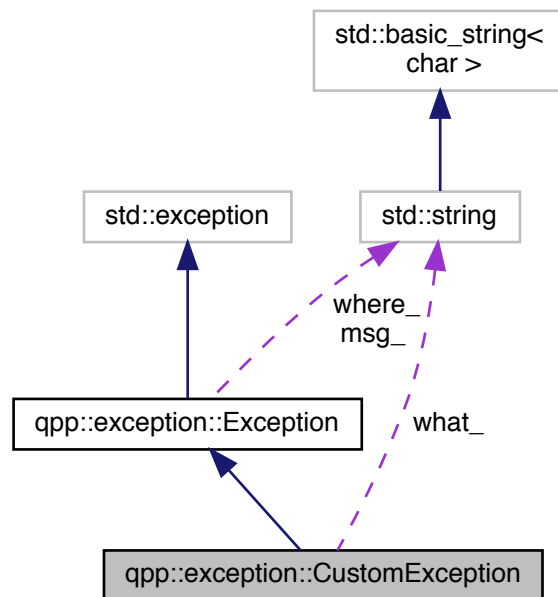 std::basic_string<
char >
std::exception
std::string
where_
msg_
qpp::exception::Exception
what_
qpp::exception::CustomException